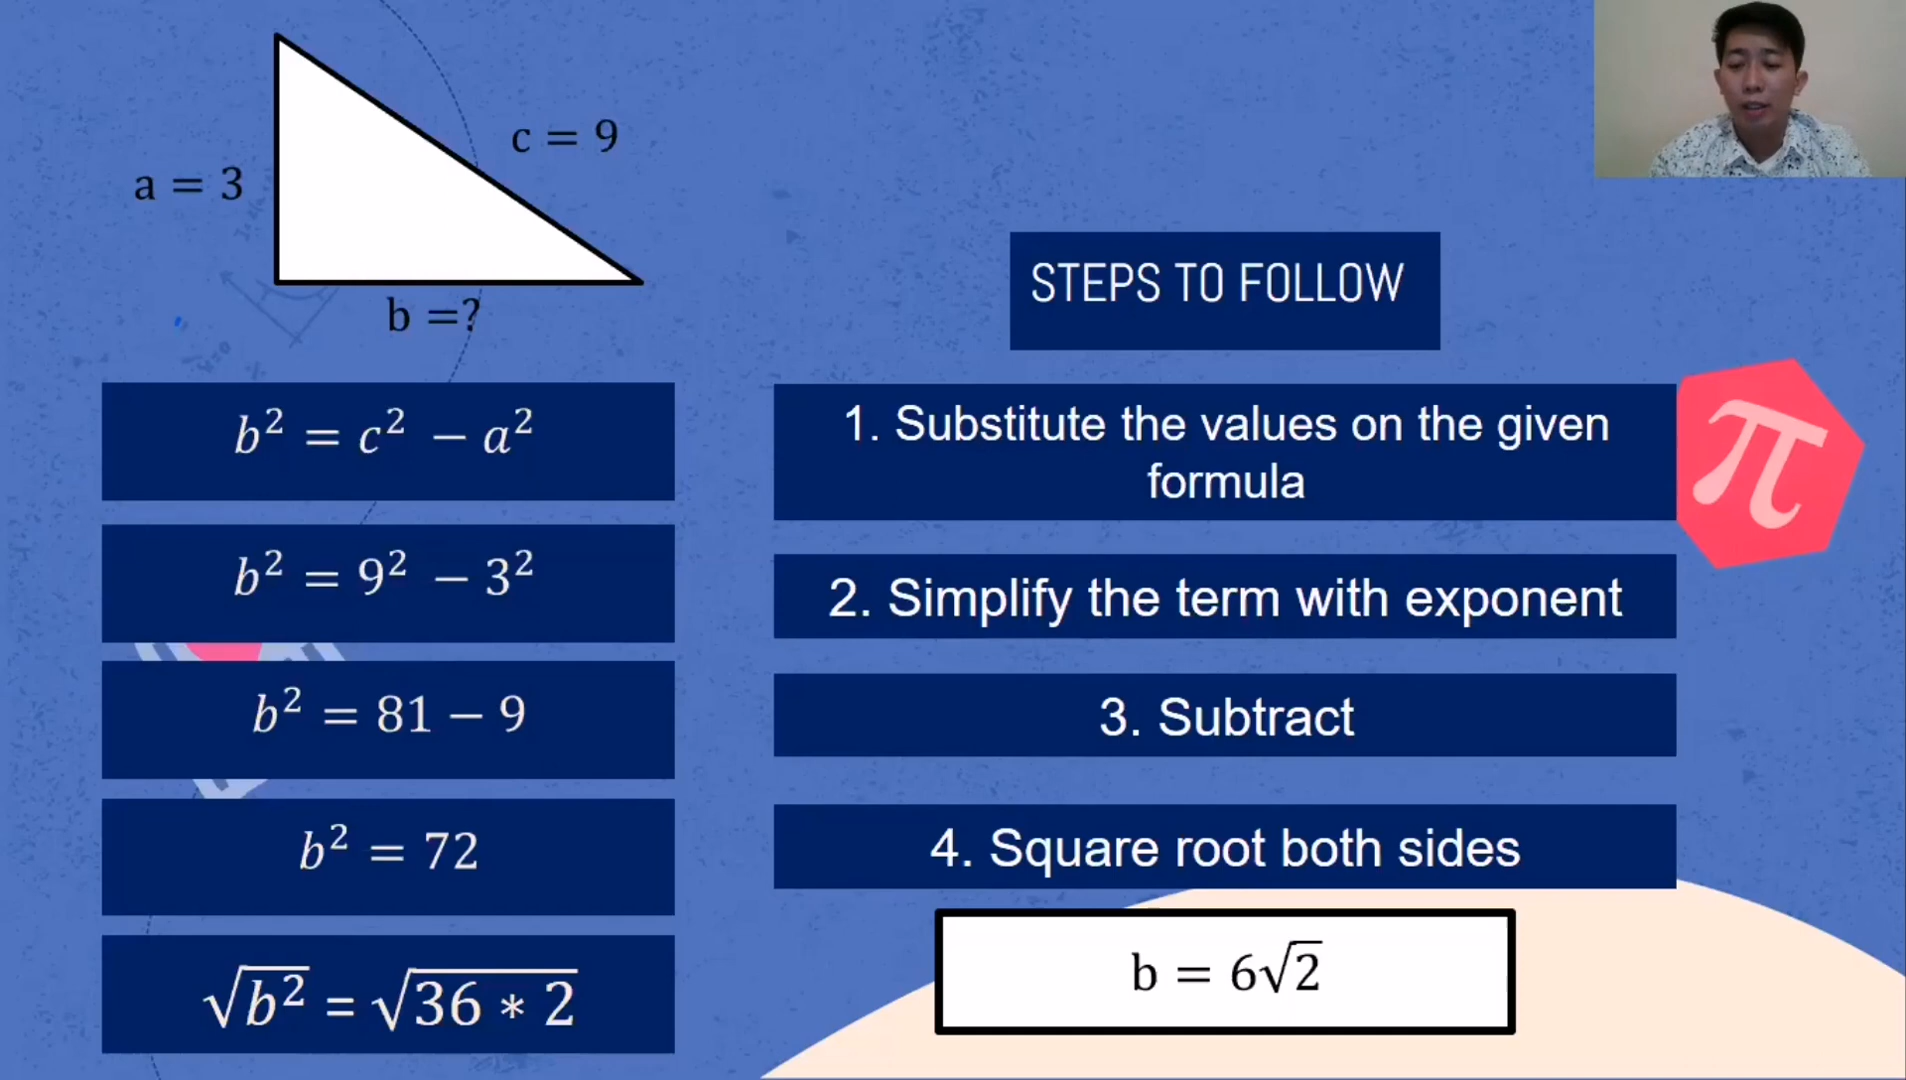 c = 9
a = 3
b =?
b² = c² − a²
b² = 9² − 3²
b² = 81 − 9
b² = 72
√b² = √36 ∗ 2
STEPS TO FOLLOW
1. Substitute the values on the given
formula
2. Simplify the term with exponent
3. Subtract
4. Square root both sides
b = 6√2
π